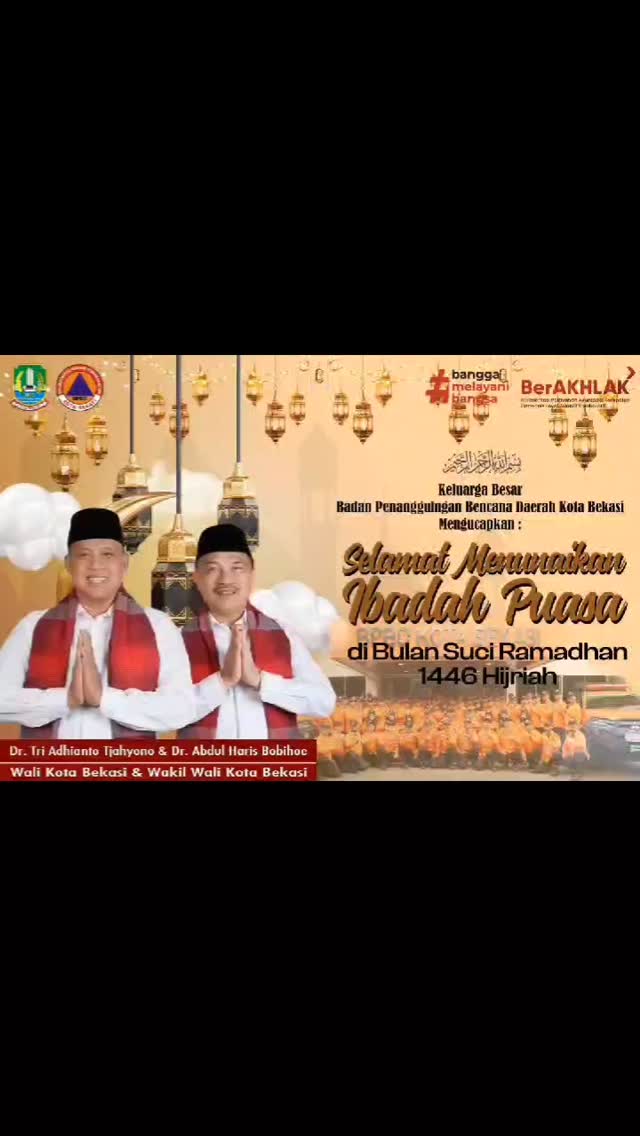 #bangga
melayani
bangsa
BerAKHLAK
Keluarga Besar
Badan Penanggulngan Bencana Daerah Kota Bekasi
Mengucapkan :
Selamat Menunaikan
Ibadah Puasa
di Bulan Suci Ramadhan
1446 Hijriah
Dr. Tri Adhianto Tjahyono & Dr. Abdul Haris Bobihoe
Wali Kota Bekasi & Wakil Wali Kota Bekasi